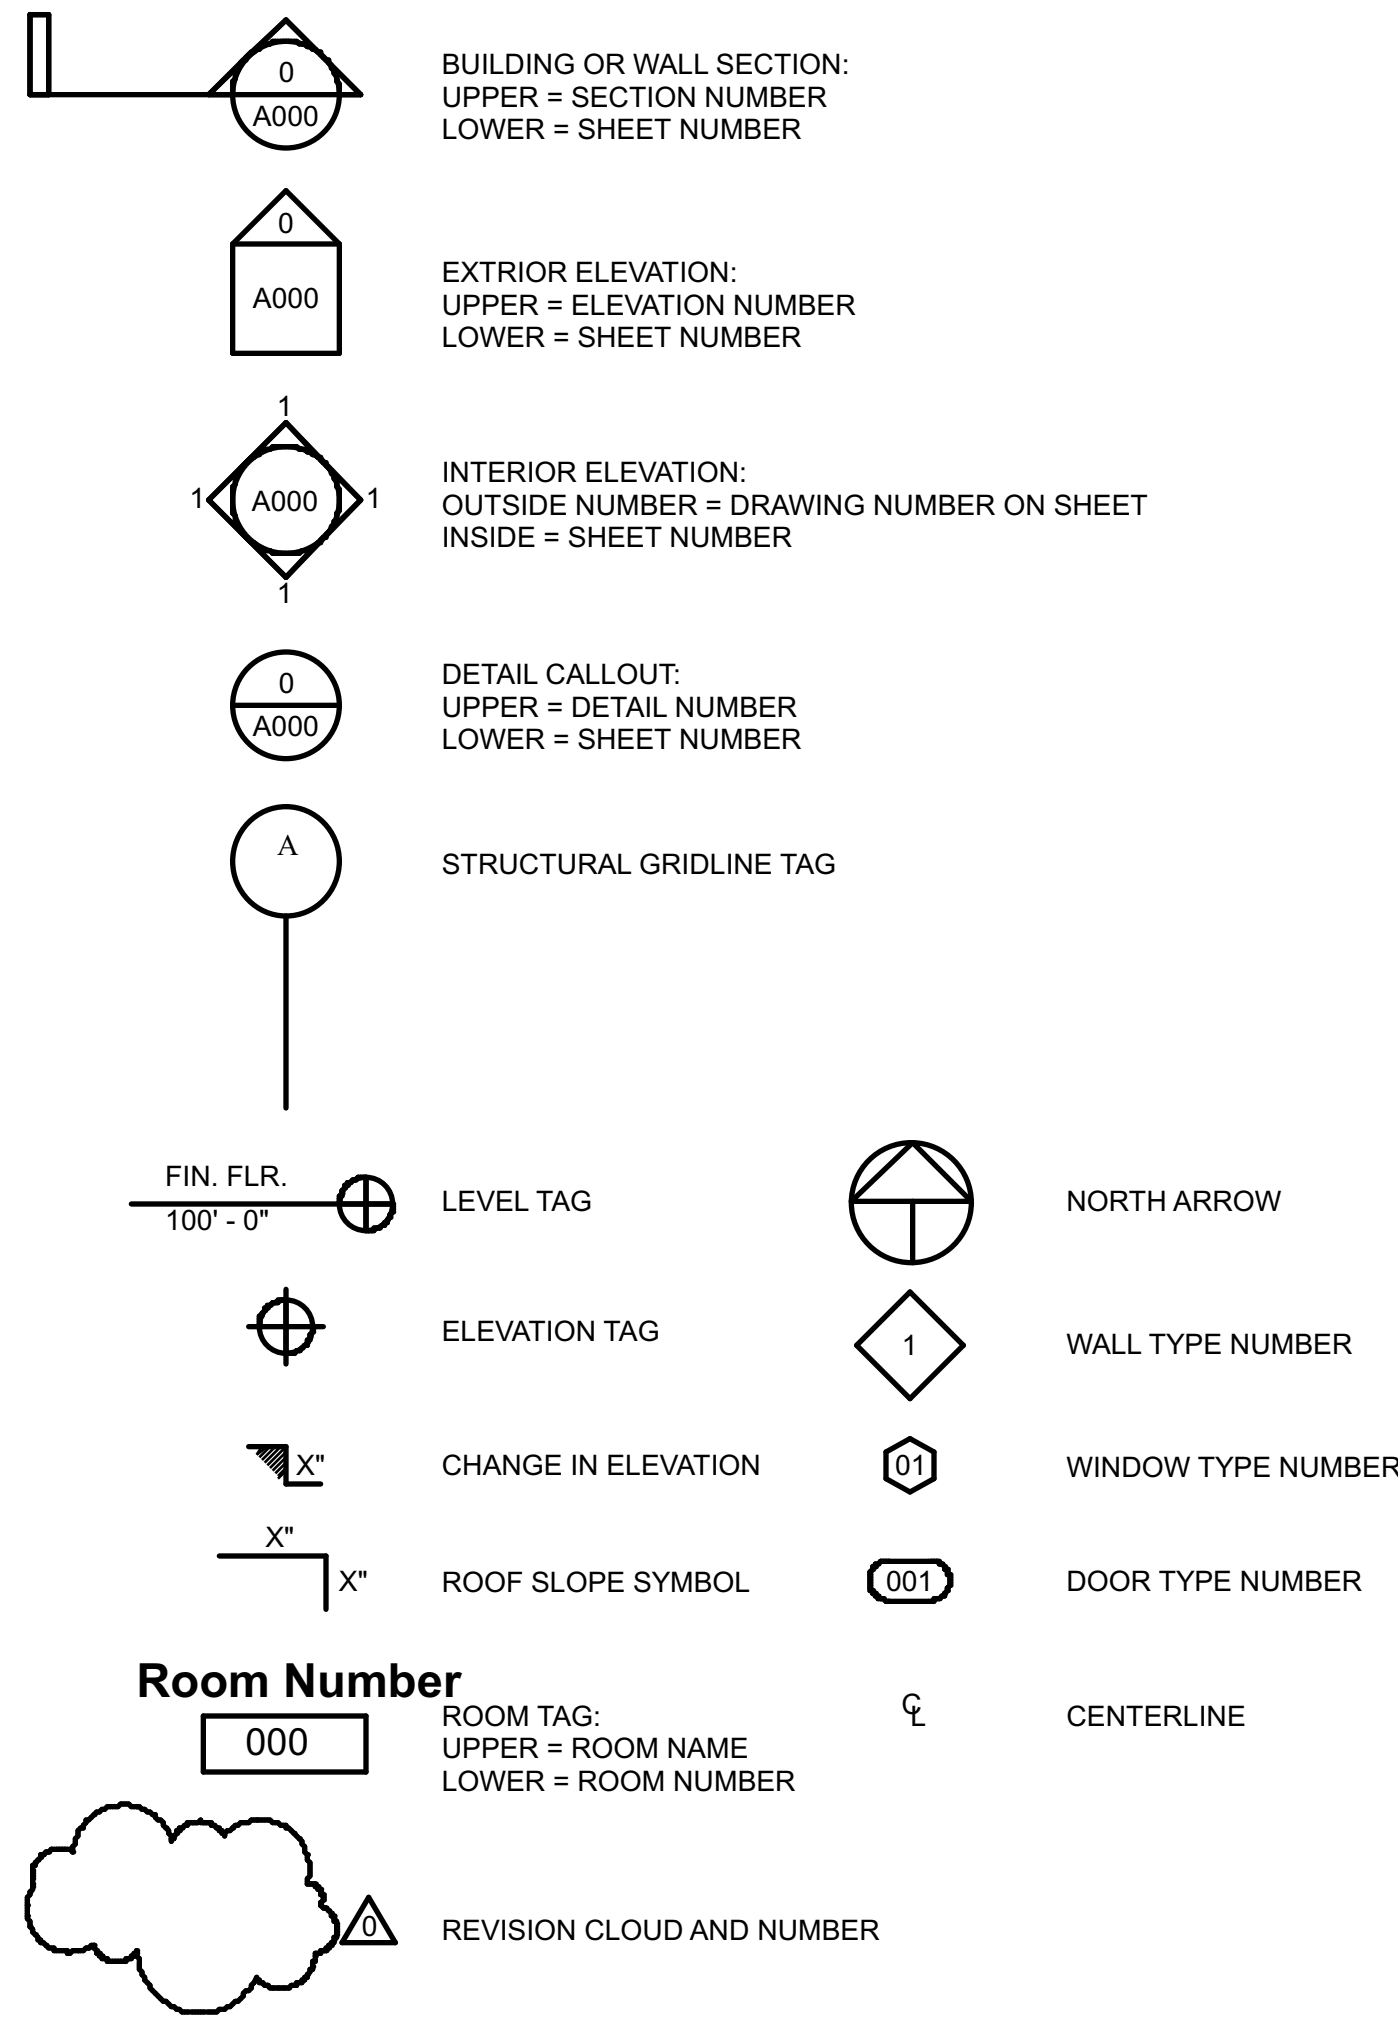 0
A000
BUILDING OR WALL SECTION:
UPPER = SECTION NUMBER
LOWER = SHEET NUMBER
0
A000
EXTRIOR ELEVATION:
UPPER = ELEVATION NUMBER
LOWER = SHEET NUMBER
1
1 A000 1
1
INTERIOR ELEVATION:
OUTSIDE NUMBER = DRAWING NUMBER ON SHEET
INSIDE = SHEET NUMBER
0
A000
DETAIL CALLOUT:
UPPER = DETAIL NUMBER
LOWER = SHEET NUMBER
A
STRUCTURAL GRIDLINE TAG
FIN. FLR.
100' - 0"
LEVEL TAG
NORTH ARROW
ELEVATION TAG
1
WALL TYPE NUMBER
X"
CHANGE IN ELEVATION
01
WINDOW TYPE NUMBER
X"
X"
ROOF SLOPE SYMBOL
001
DOOR TYPE NUMBER
Room Number
000
ROOM TAG:
UPPER = ROOM NAME
LOWER = ROOM NUMBER
℄
CENTERLINE
0
REVISION CLOUD AND NUMBER